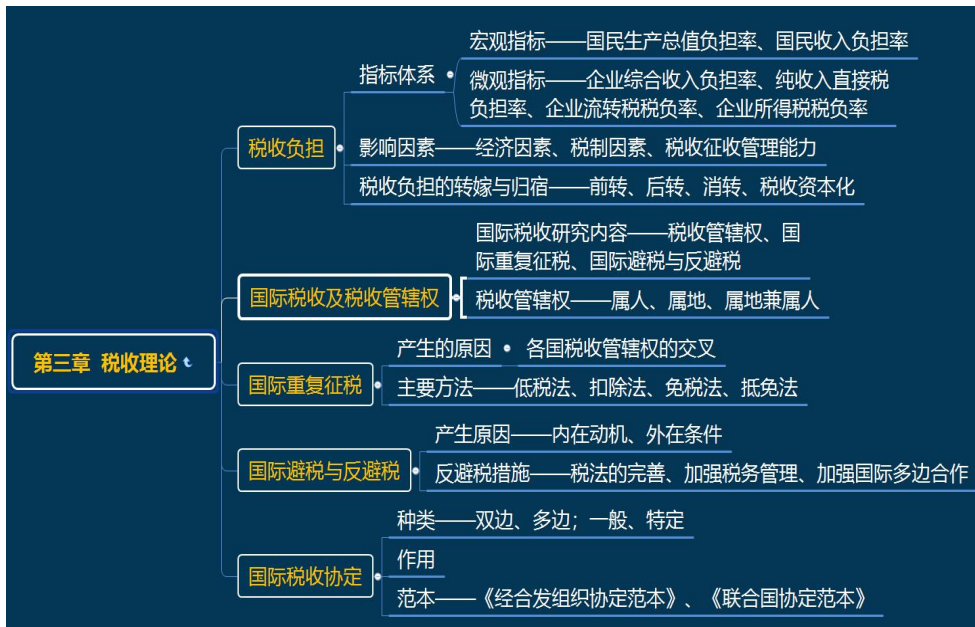 第三章 税收理论
税收负担
指标体系
宏观指标——国民生产总值负担率、国民收入负担率
微观指标——企业综合收入负担率、纯收入直接税
负担率、企业流转税税负率、企业所得税税负率
影响因素——经济因素、税制因素、税收征收管理能力
税收负担的转嫁与归宿——前转、后转、消转、税收资本化
国际税收及税收管辖权
国际税收研究内容——税收管辖权、国
际重复征税、国际避税与反避税
税收管辖权——属人、属地、属地兼属人
国际重复征税
产生的原因
各国税收管辖权的交叉
主要方法——低税法、扣除法、免税法、抵免法
国际避税与反避税
产生原因——内在动机、外在条件
反避税措施——税法的完善、加强税务管理、加强国际多边合作
国际税收协定
种类——双边、多边；一般、特定
作用
范本——《经合发组织协定范本》、《联合国协定范本》